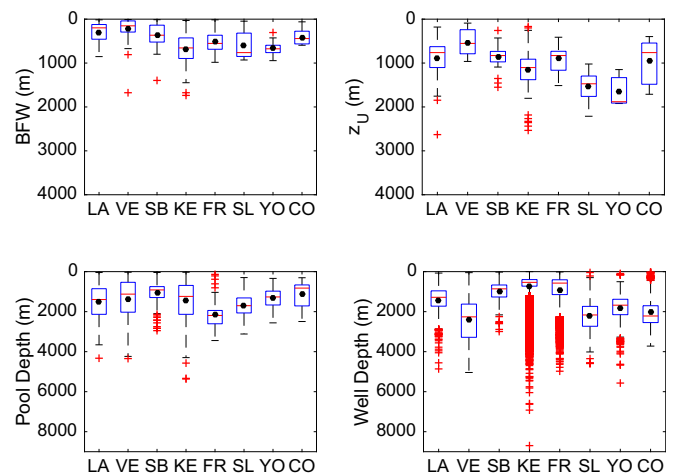 0
1000
2000
3000
4000
BFW (m)
LA VE SB KE FR SL YO CO
0
1000
2000
3000
4000
z_U (m)
LA VE SB KE FR SL YO CO
0
2000
4000
6000
8000
Pool Depth (m)
LA VE SB KE FR SL YO CO
0
2000
4000
6000
8000
Well Depth (m)
LA VE SB KE FR SL YO CO